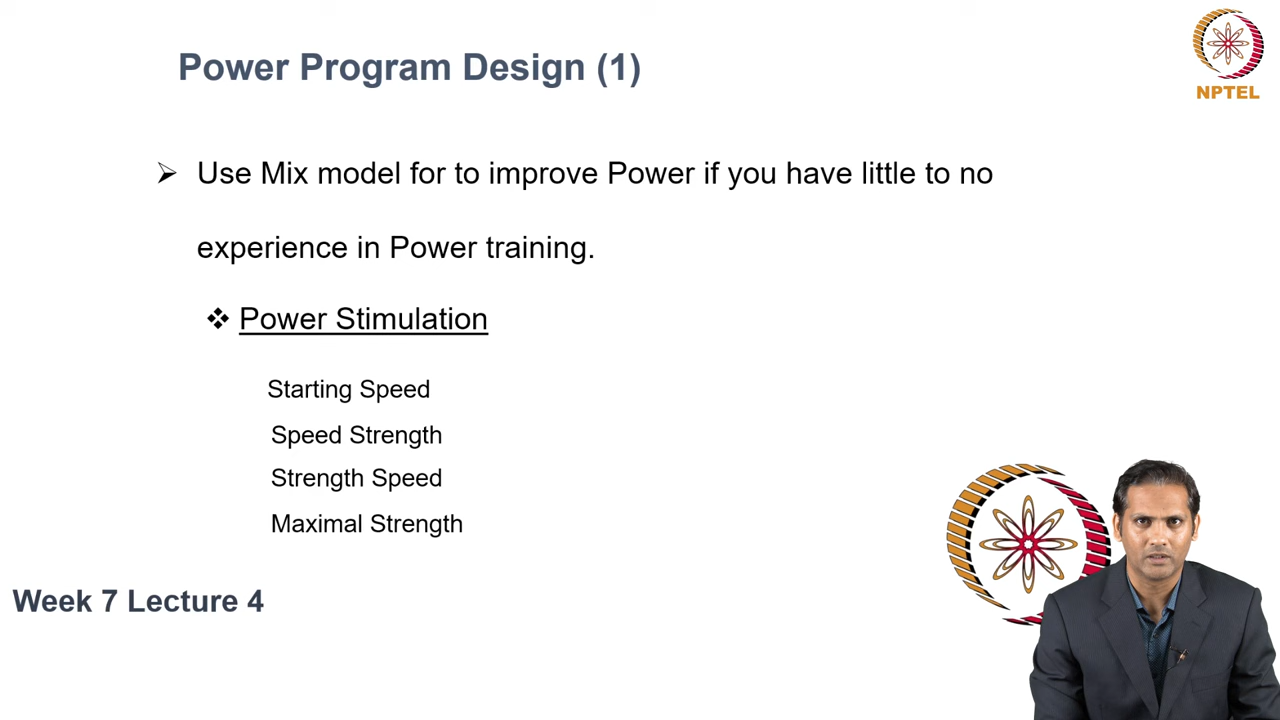 Power Program Design (1)
NPTEL
Use Mix model for to improve Power if you have little to no
experience in Power training.
Power Stimulation
Starting Speed
Speed Strength
Strength Speed
Maximal Strength
Week 7 Lecture 4